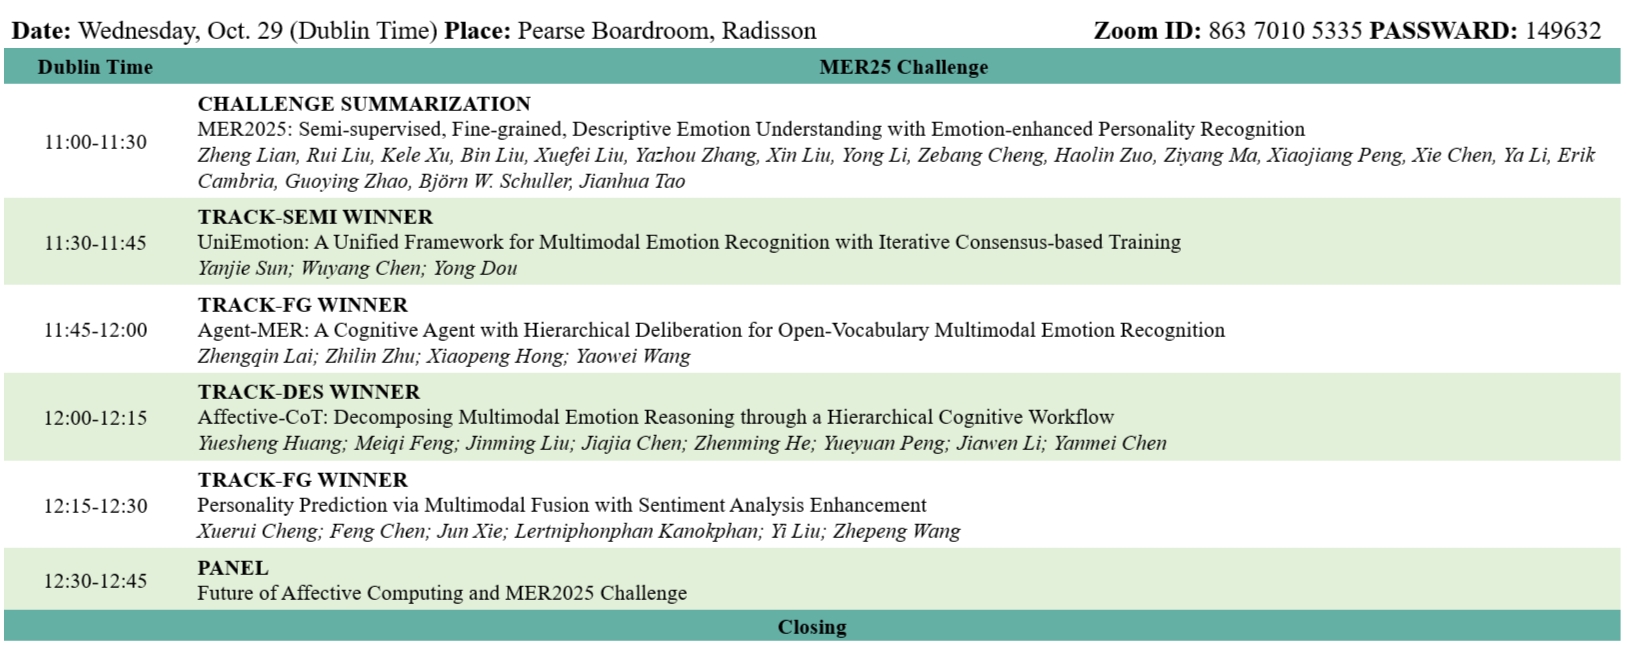 Date: Wednesday, Oct. 29 (Dublin Time) Place: Pearse Boardroom, Radisson Zoom ID: 863 7010 5335 PASSWARD: 149632
Dublin Time MER25 Challenge
11:00-11:30
CHALLENGE SUMMARIZATION
MER2025: Semi-supervised, Fine-grained, Descriptive Emotion Understanding with Emotion-enhanced Personality Recognition
Zheng Lian, Rui Liu, Kele Xu, Bin Liu, Xuefei Liu, Yazhou Zhang, Xin Liu, Yong Li, Zebang Cheng, Haolin Zuo, Ziyang Ma, Xiaojiang Peng, Xie Chen, Ya Li, Erik
Cambria, Guoying Zhao, Björn W. Schuller, Jianhua Tao
11:30-11:45
TRACK-SEMI WINNER
UniEmotion: A Unified Framework for Multimodal Emotion Recognition with Iterative Consensus-based Training
Yanjie Sun; Wuyang Chen; Yong Dou
11:45-12:00
TRACK-FG WINNER
Agent-MER: A Cognitive Agent with Hierarchical Deliberation for Open-Vocabulary Multimodal Emotion Recognition
Zhengqin Lai; Zhilin Zhu; Xiaopeng Hong; Yaowei Wang
12:00-12:15
TRACK-DES WINNER
Affective-CoT: Decomposing Multimodal Emotion Reasoning through a Hierarchical Cognitive Workflow
Yuesheng Huang; Meiqi Feng; Jinming Liu; Jiajia Chen; Zhenming He; Yueyuan Peng; Jiawen Li; Yanmei Chen
12:15-12:30
TRACK-FG WINNER
Personality Prediction via Multimodal Fusion with Sentiment Analysis Enhancement
Xuerui Cheng; Feng Chen; Jun Xie; Lertniphonphan Kanokphan; Yi Liu; Zhepeng Wang
12:30-12:45
PANEL
Future of Affective Computing and MER2025 Challenge
Closing